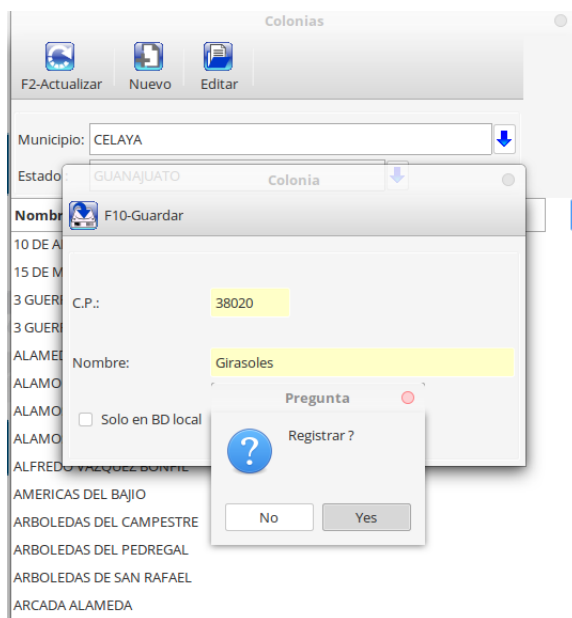 Colonias
F2-Actualizar Nuevo Editar
Municipio: CELAYA
Estado: GUANAJUATO
Colonia
F10-Guardar
C.P.: 38020
Nombre: Girasoles
Solo en BD local
Pregunta
Registrar ?
No Yes
Nombr
10 DE A
15 DE M
3 GUER
3 GUER
ALAMED
ALAMO
ALAMO
ALAMO
ALFREDO VAZQUEZ BONFIL
AMERICAS DEL BAJIO
ARBOLEDAS DEL CAMPESTRE
ARBOLEDAS DEL PEDREGAL
ARBOLEDAS DE SAN RAFAEL
ARCADA ALAMEDA